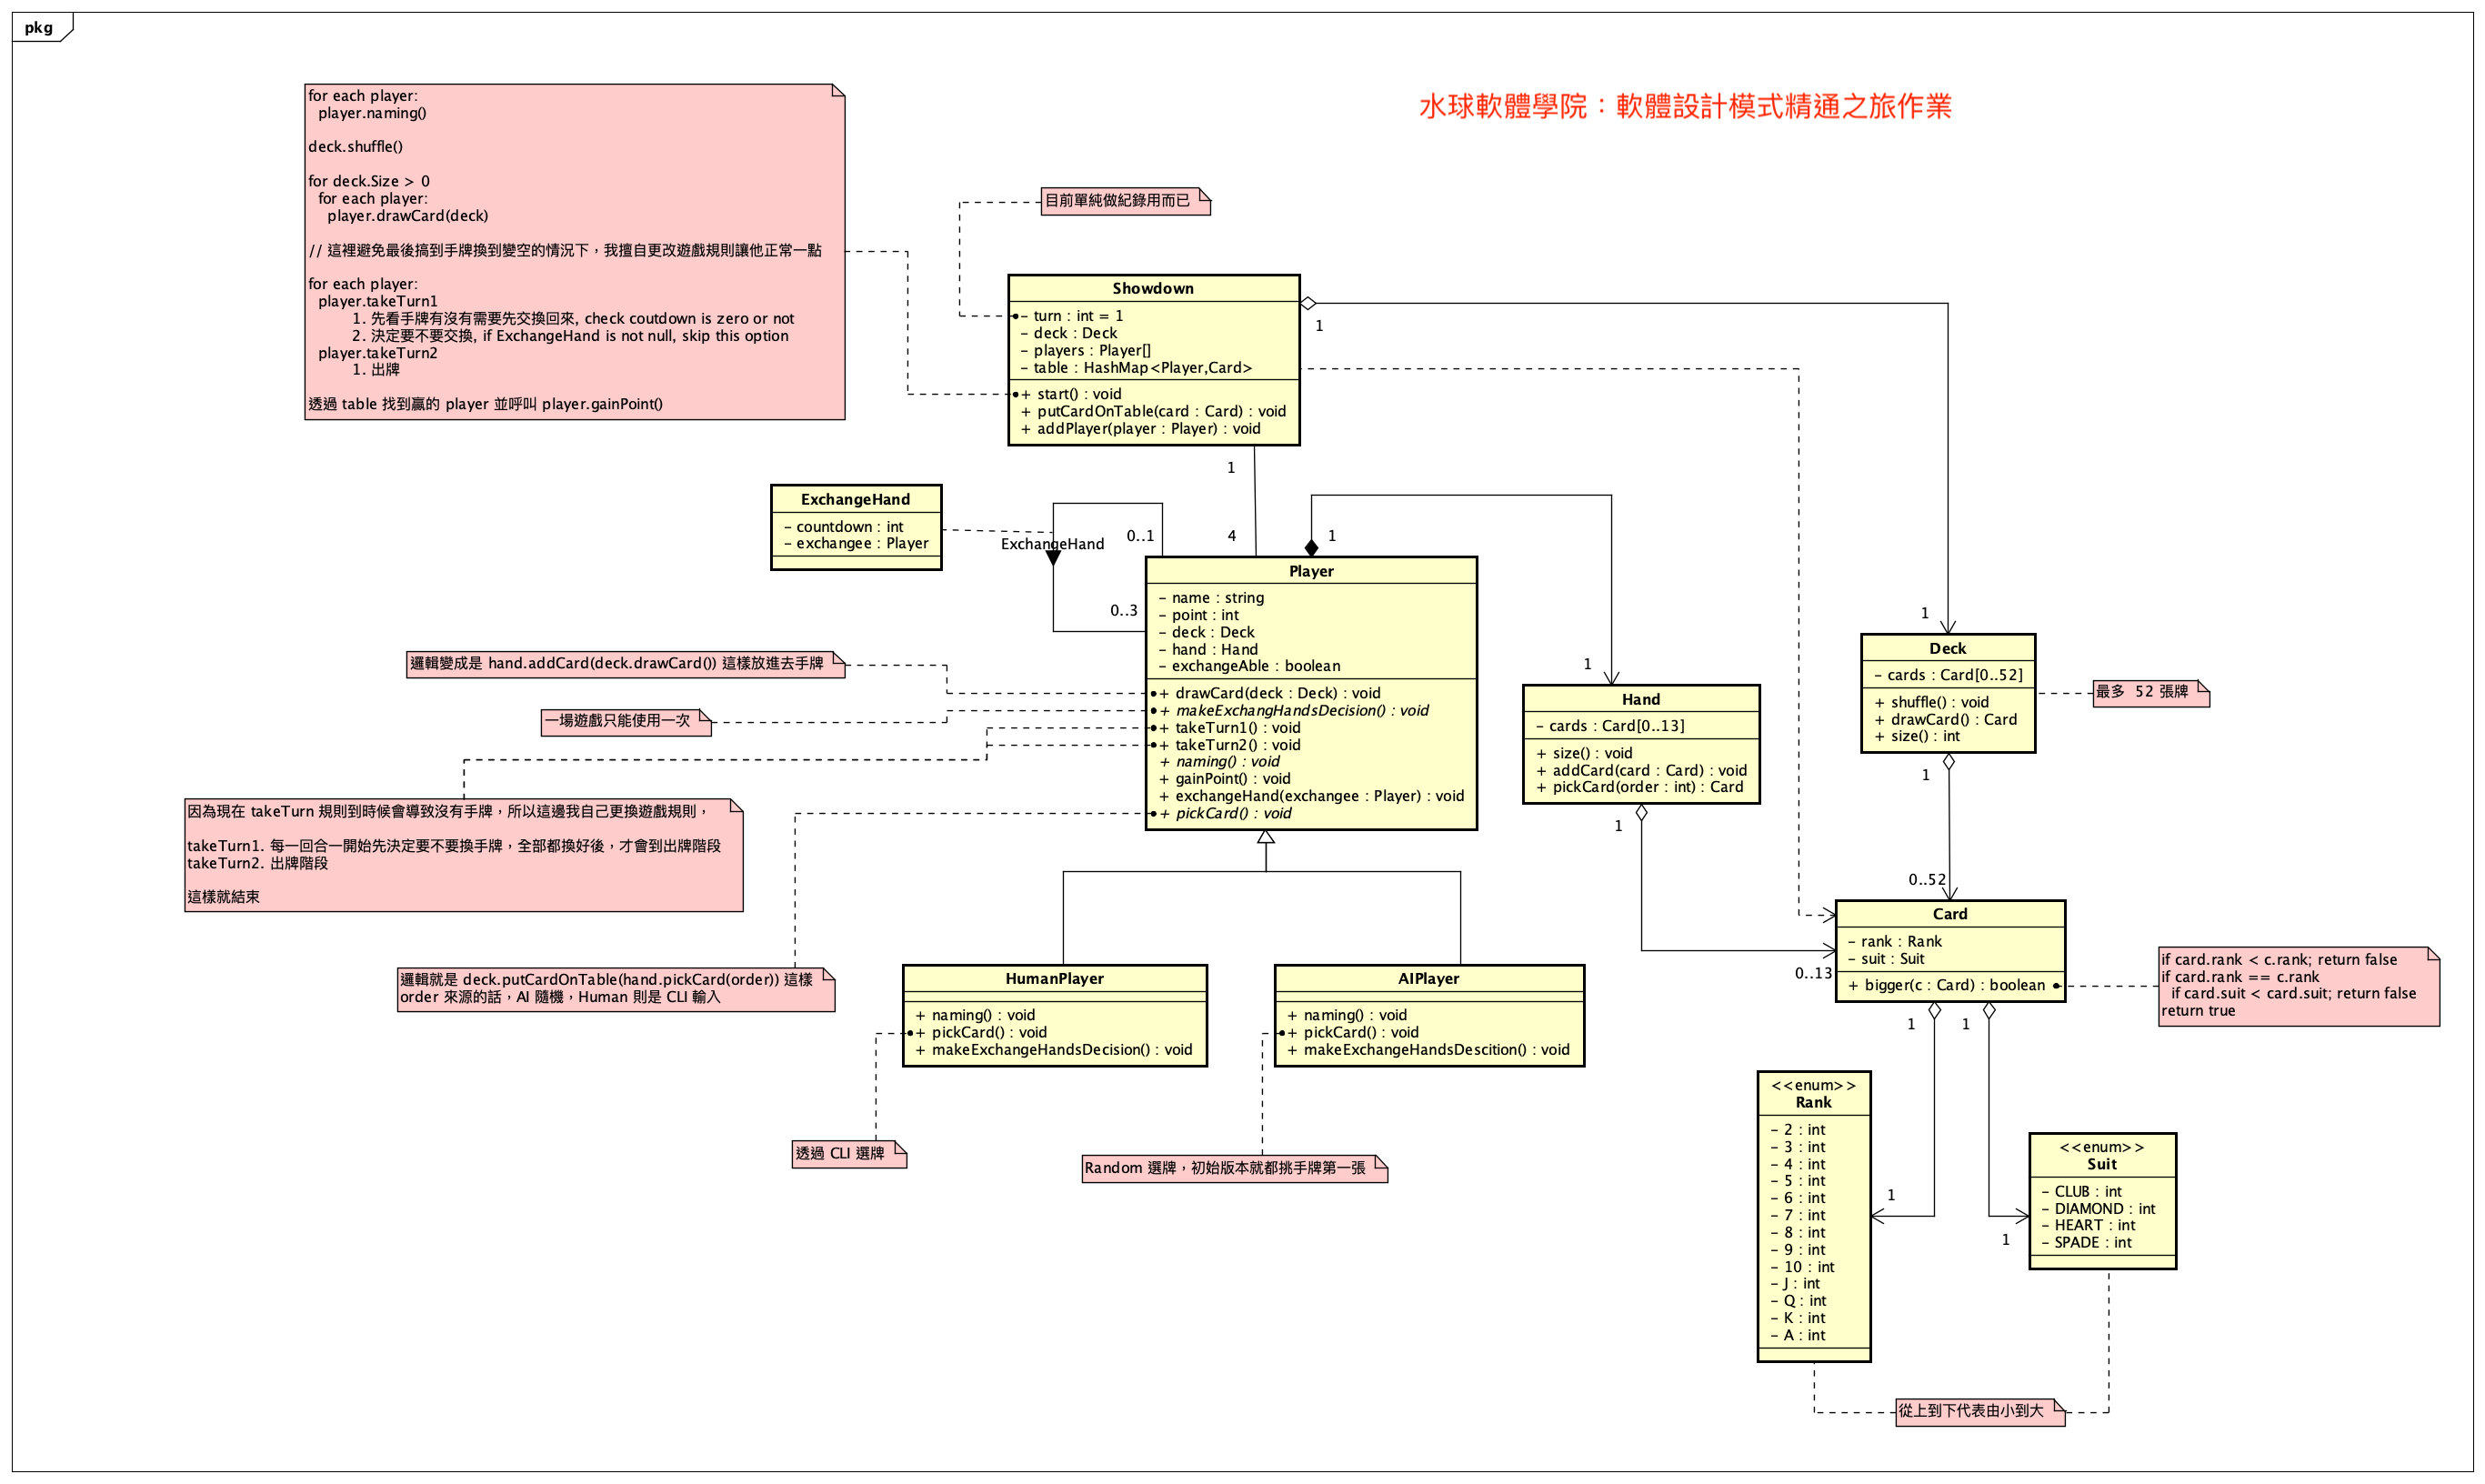 pkg
水球軟體學院：軟體設計模式精通之旅作業
for each player:
player.naming()
deck.shuffle()
for deck.Size > 0
for each player:
player.drawCard(deck)
// 這裡避免最後搞到手牌換到變空的情況下，我擅自更改遊戲規則讓他正常一點
for each player:
player.takeTurn1
1. 先看手牌有沒有需要先交換回來, check coutdown is zero or not
2. 決定要不要交換, if ExchangeHand is not null, skip this option
player.takeTurn2
1. 出牌
透過 table 找到贏的 player 並呼叫 player.gainPoint()
目前單純做紀錄用而已
Showdown
- turn : int = 1
- deck : Deck
- players : Player[]
- table : HashMap<Player,Card>
+ start() : void
+ putCardOnTable(card : Card) : void
+ addPlayer(player : Player) : void
1
1
4
1
ExchangeHand
- countdown : int
- exchangee : Player
ExchangeHand
0..1
0..3
Player
- name : string
- point : int
- deck : Deck
- hand : Hand
- exchangeAble : boolean
+ drawCard(deck : Deck) : void
+ makeExchangHandsDecision() : void
+ takeTurn1() : void
+ takeTurn2() : void
+ naming() : void
+ gainPoint() : void
+ exchangeHand(exchangee : Player) : void
+ pickCard() : void
邏輯變成是 hand.addCard(deck.drawCard()) 這樣放進去手牌
一場遊戲只能使用一次
因為現在 takeTurn 規則到時候會導致沒有手牌，所以這邊我自己更換遊戲規則，
takeTurn1. 每一回合一開始先決定要不要換手牌，全部都換好後，才會到出牌階段
takeTurn2. 出牌階段
這樣就結束
邏輯就是 deck.putCardOnTable(hand.pickCard(order)) 這樣
order 來源的話，AI 隨機，Human 則是 CLI 輸入
1
Hand
- cards : Card[0..13]
+ size() : void
+ addCard(card : Card) : void
+ pickCard(order : int) : Card
1
1
Deck
- cards : Card[0..52]
+ shuffle() : void
+ drawCard() : Card
+ size() : int
最多 52 張牌
1
0..52
0..13
Card
- rank : Rank
- suit : Suit
+ bigger(c : Card) : boolean
if card.rank < c.rank; return false
if card.rank == c.rank
if card.suit < card.suit; return false
return true
HumanPlayer
+ naming() : void
+ pickCard() : void
+ makeExchangeHandsDecision() : void
AIPlayer
+ naming() : void
+ pickCard() : void
+ makeExchangeHandsDescition() : void
透過 CLI 選牌
Random 選牌，初始版本就都挑手牌第一張
1
1
<<enum>>
Rank
- 2 : int
- 3 : int
- 4 : int
- 5 : int
- 6 : int
- 7 : int
- 8 : int
- 9 : int
- 10 : int
- J : int
- Q : int
- K : int
- A : int
1
<<enum>>
Suit
- CLUB : int
- DIAMOND : int
- HEART : int
- SPADE : int
1
從上到下代表由小到大